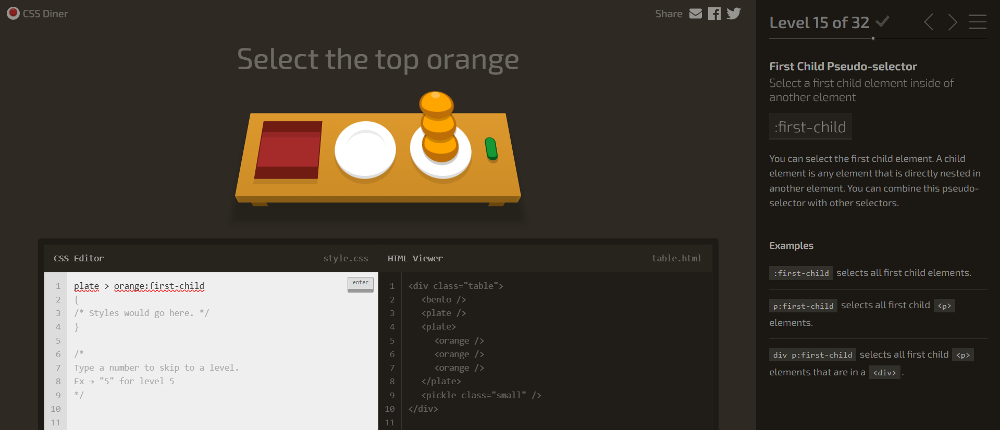 CSS Diner
Share
Select the top orange
CSS Editor
style.css
1 plate > orange:first-child
enter
2 {
3 /* Styles would go here. */
4 }
5
6 /*
7 Type a number to skip to a level.
8 Ex → "5" for level 5
9 */
10
11
HTML Viewer
table.html
1 <div class="table">
2 <bento />
3 <plate />
4 <plate>
5 <orange />
6 <orange />
7 <orange />
8 </plate>
9 <pickle class="small" />
10 </div>
11
Level 15 of 32
First Child Pseudo-selector
Select a first child element inside of
another element
:first-child
You can select the first child element. A child
element is any element that is directly nested in
another element. You can combine this pseudo-
selector with other selectors.
Examples
:first-child selects all first child elements.
p:first-child selects all first child <p>
elements.
div p:first-child selects all first child <p>
elements that are in a <div> .